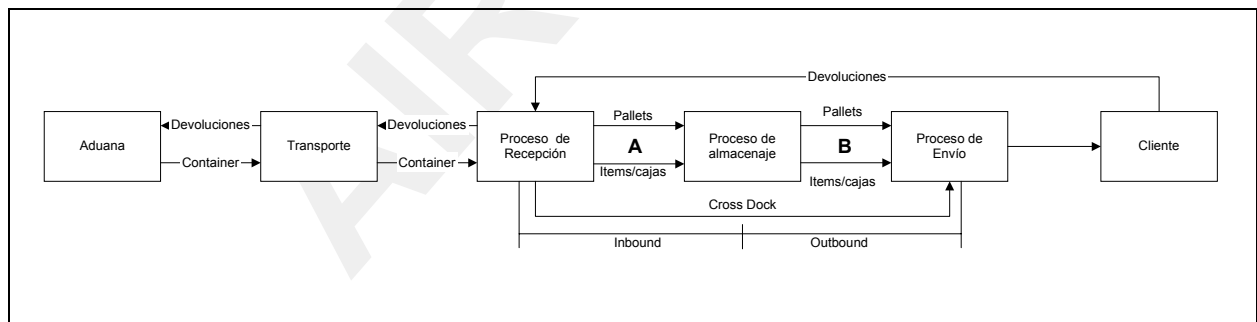 Devoluciones
Pallets
Pallets
Devoluciones
Devoluciones
Aduana
Transporte
Proceso de
Recepción
A
Proceso de
almacenaje
B
Proceso de
Envío
Cliente
Container
Container
Items/cajas
Items/cajas
Cross Dock
Inbound
Outbound